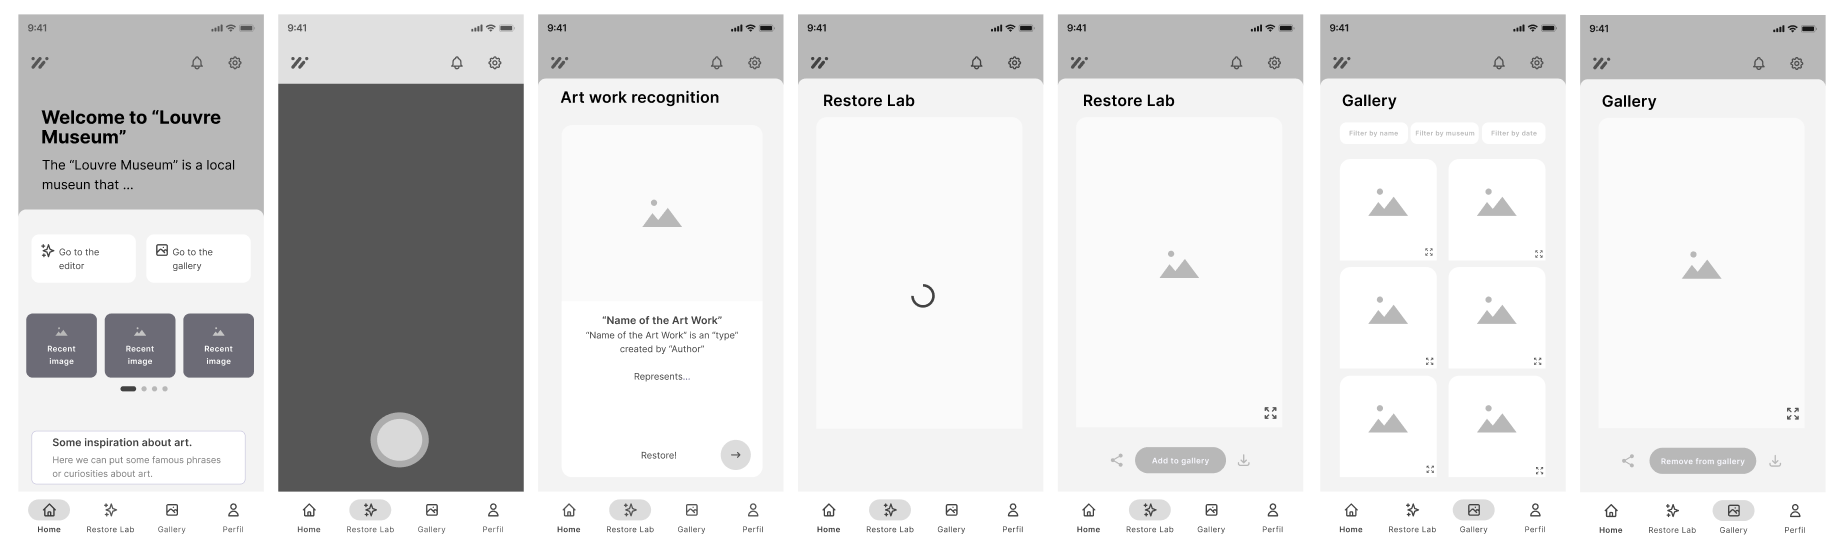 9:41
Welcome to “Louvre
Museum”
The “Louvre Museum” is a local
museun that ...
Go to the
editor
Go to the
gallery
Recent
image
Recent
image
Recent
image
Some inspiration about art.
Here we can put some famous phrases
or curiosities about art.
Home
Restore Lab
Gallery
Perfil
9:41
Home
Restore Lab
Gallery
Perfil
9:41
Art work recognition
“Name of the Art Work”
“Name of the Art Work” is an “type”
created by “Author”
Represents...
Restore!
Home
Restore Lab
Gallery
Perfil
9:41
Restore Lab
Home
Restore Lab
Gallery
Perfil
9:41
Restore Lab
Add to gallery
Home
Restore Lab
Gallery
Perfil
9:41
Gallery
Filter by name
Filter by museum
Filter by date
Home
Restore Lab
Gallery
Perfil
9:41
Gallery
Remove from gallery
Home
Restore Lab
Gallery
Perfil